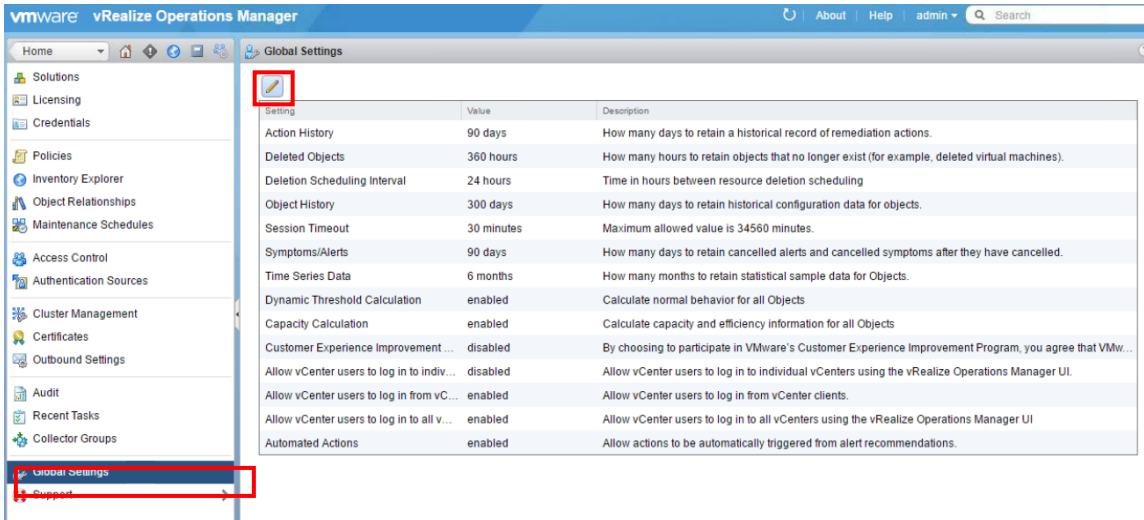 vmware vRealize Operations Manager
About Help admin Search
Home
Global Settings
Solutions
Licensing
Credentials
Policies
Inventory Explorer
Object Relationships
Maintenance Schedules
Access Control
Authentication Sources
Cluster Management
Certificates
Outbound Settings
Audit
Recent Tasks
Collector Groups
Global Settings
Support
Setting Value Description
Action History 90 days How many days to retain a historical record of remediation actions.
Deleted Objects 360 hours How many hours to retain objects that no longer exist (for example, deleted virtual machines).
Deletion Scheduling Interval 24 hours Time in hours between resource deletion scheduling
Object History 300 days How many days to retain historical configuration data for objects.
Session Timeout 30 minutes Maximum allowed value is 34560 minutes.
Symptoms/Alerts 90 days How many days to retain cancelled alerts and cancelled symptoms after they have cancelled.
Time Series Data 6 months How many months to retain statistical sample data for Objects.
Dynamic Threshold Calculation enabled Calculate normal behavior for all Objects
Capacity Calculation enabled Calculate capacity and efficiency information for all Objects
Customer Experience Improvement ... disabled By choosing to participate in VMware's Customer Experience Improvement Program, you agree that VMw...
Allow vCenter users to log in to indiv... disabled Allow vCenter users to log in to individual vCenters using the vRealize Operations Manager UI.
Allow vCenter users to log in from vC... enabled Allow vCenter users to log in from vCenter clients.
Allow vCenter users to log in to all v... enabled Allow vCenter users to log in to all vCenters using the vRealize Operations Manager UI
Automated Actions enabled Allow actions to be automatically triggered from alert recommendations.